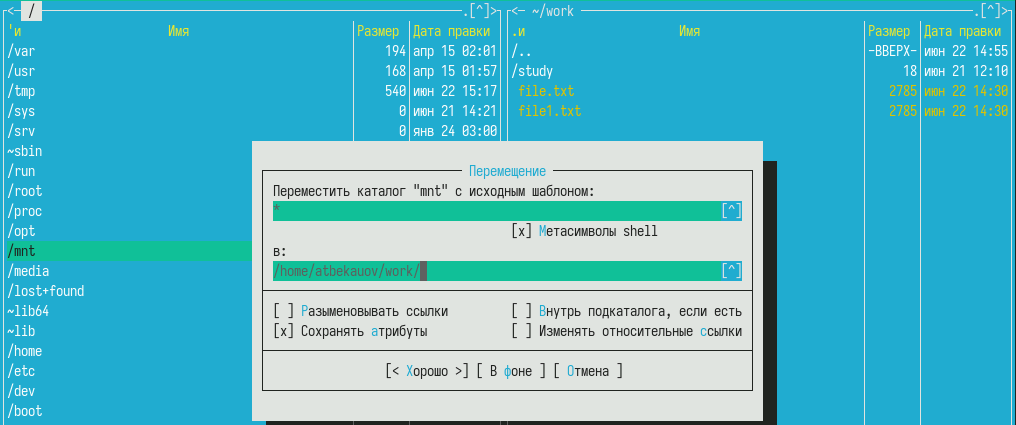 <─ / .[^]>
'и Имя Размер Дата правки
/var 194 апр 15 02:01
/usr 168 апр 15 01:57
/tmp 540 июн 22 15:17
/sys 0 июн 21 14:21
/srv 0 янв 24 03:00
~sbin
/run
/root
/proc
/opt
/mnt
/media
/lost+found
~lib64
~lib
/home
/etc
/dev
/boot
<─ ~/work .[^]>
.и Имя Размер Дата правки
/.. -ВВЕРХ- июн 22 14:55
/study 18 июн 21 12:10
file.txt 2785 июн 22 14:30
file1.txt 2785 июн 22 14:30
Перемещение
Переместить каталог "mnt" с исходным шаблоном:
* [^]
[x] Метасимволы shell
в:
/home/atbekauov/work/ [^]
[ ] Разыменовывать ссылки [ ] Внутрь подкаталога, если есть
[x] Сохранять атрибуты [ ] Изменять относительные ссылки
[< Хорошо >] [ В фоне ] [ Отмена ]